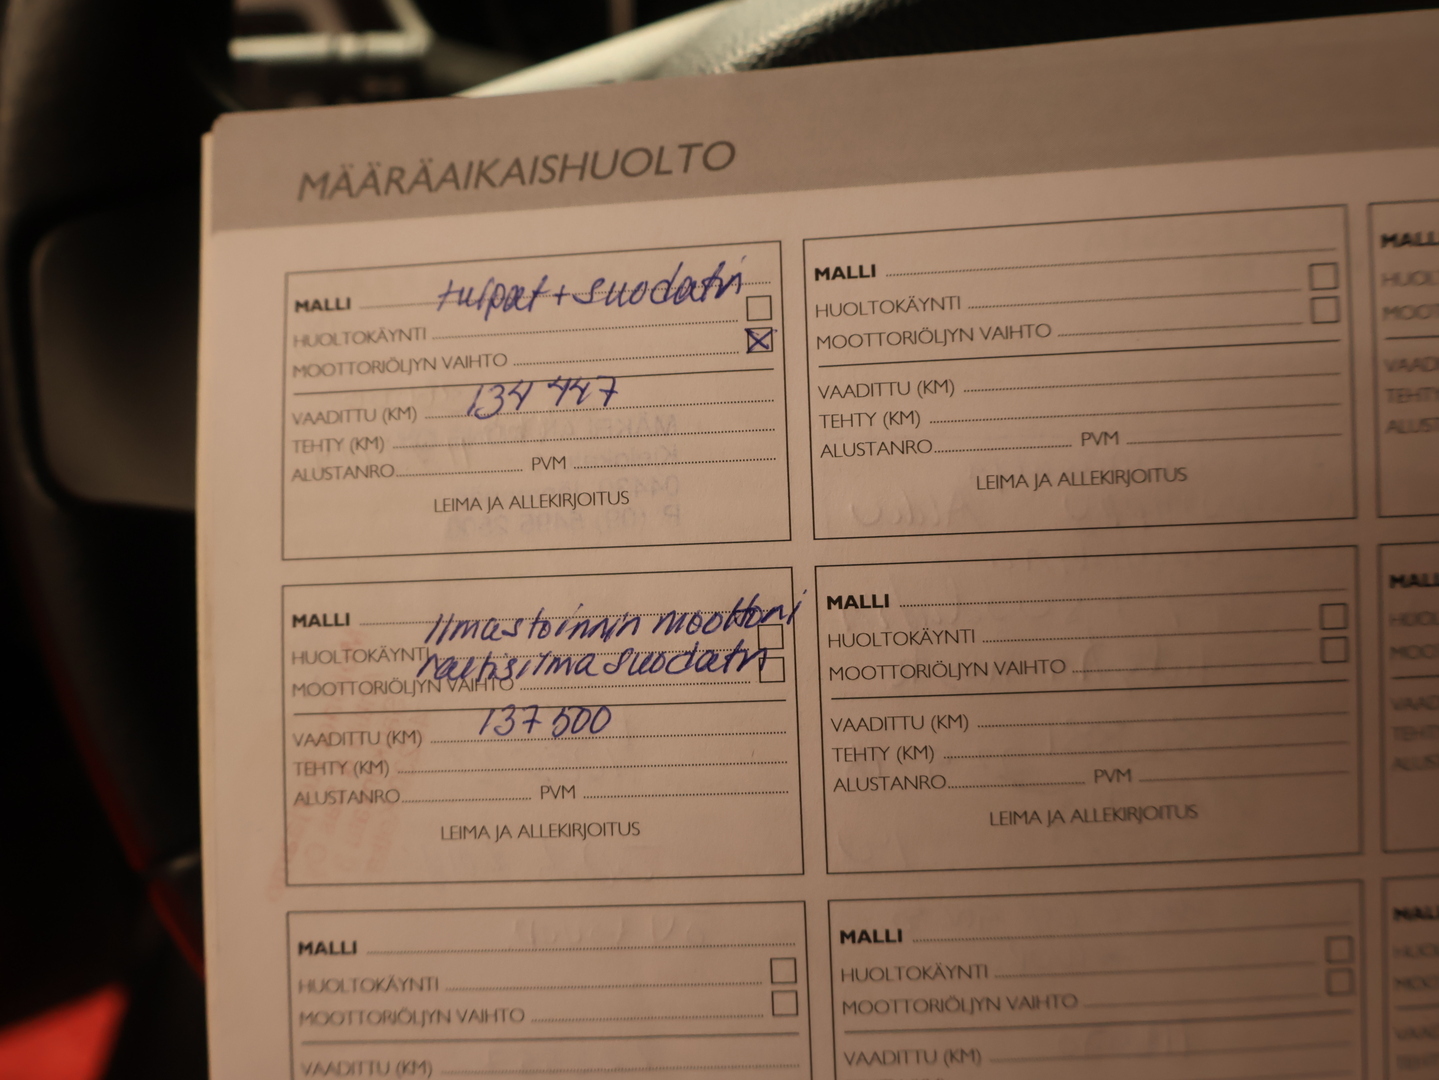 MÄÄRÄAIKAISHUOLTO
MALLI tulpat + suodatin
HUOLTOKÄYNTI
MOOTTORIÖLJYN VAIHTO
VAADITTU (KM) 134 447
TEHTY (KM)
ALUSTANRO PVM
LEIMA JA ALLEKIRJOITUS
MALLI Ilmastoinnin moottori
HUOLTOKÄYNTI raitisilmasuodatin
MOOTTORIÖLJYN VAIHTO
VAADITTU (KM) 137 500
TEHTY (KM)
ALUSTANRO PVM
LEIMA JA ALLEKIRJOITUS
MALLI
HUOLTOKÄYNTI
MOOTTORIÖLJYN VAIHTO
VAADITTU (KM)
MALLI
HUOLTOKÄYNTI
MOOTTORIÖLJYN VAIHTO
VAADITTU (KM)
TEHTY (KM)
ALUSTANRO PVM
LEIMA JA ALLEKIRJOITUS
MALLI
HUOLTOKÄYNTI
MOOTTORIÖLJYN VAIHTO
VAADITTU (KM)
TEHTY (KM)
ALUSTANRO PVM
LEIMA JA ALLEKIRJOITUS
MALLI
HUOLTOKÄYNTI
MOOTTORIÖLJYN VAIHTO
VAADITTU (KM)